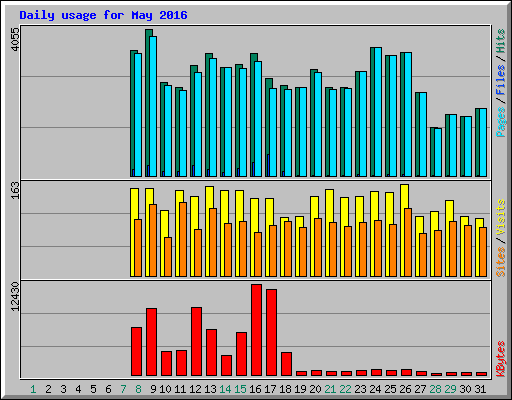 Daily usage for May 2016
4055
Pages / Files / Hits
163
Sites / Visits
12430
KBytes
1 2 3 4 5 6 7 8 9 10 11 12 13 14 15 16 17 18 19 20 21 22 23 24 25 26 27 28 29 30 31